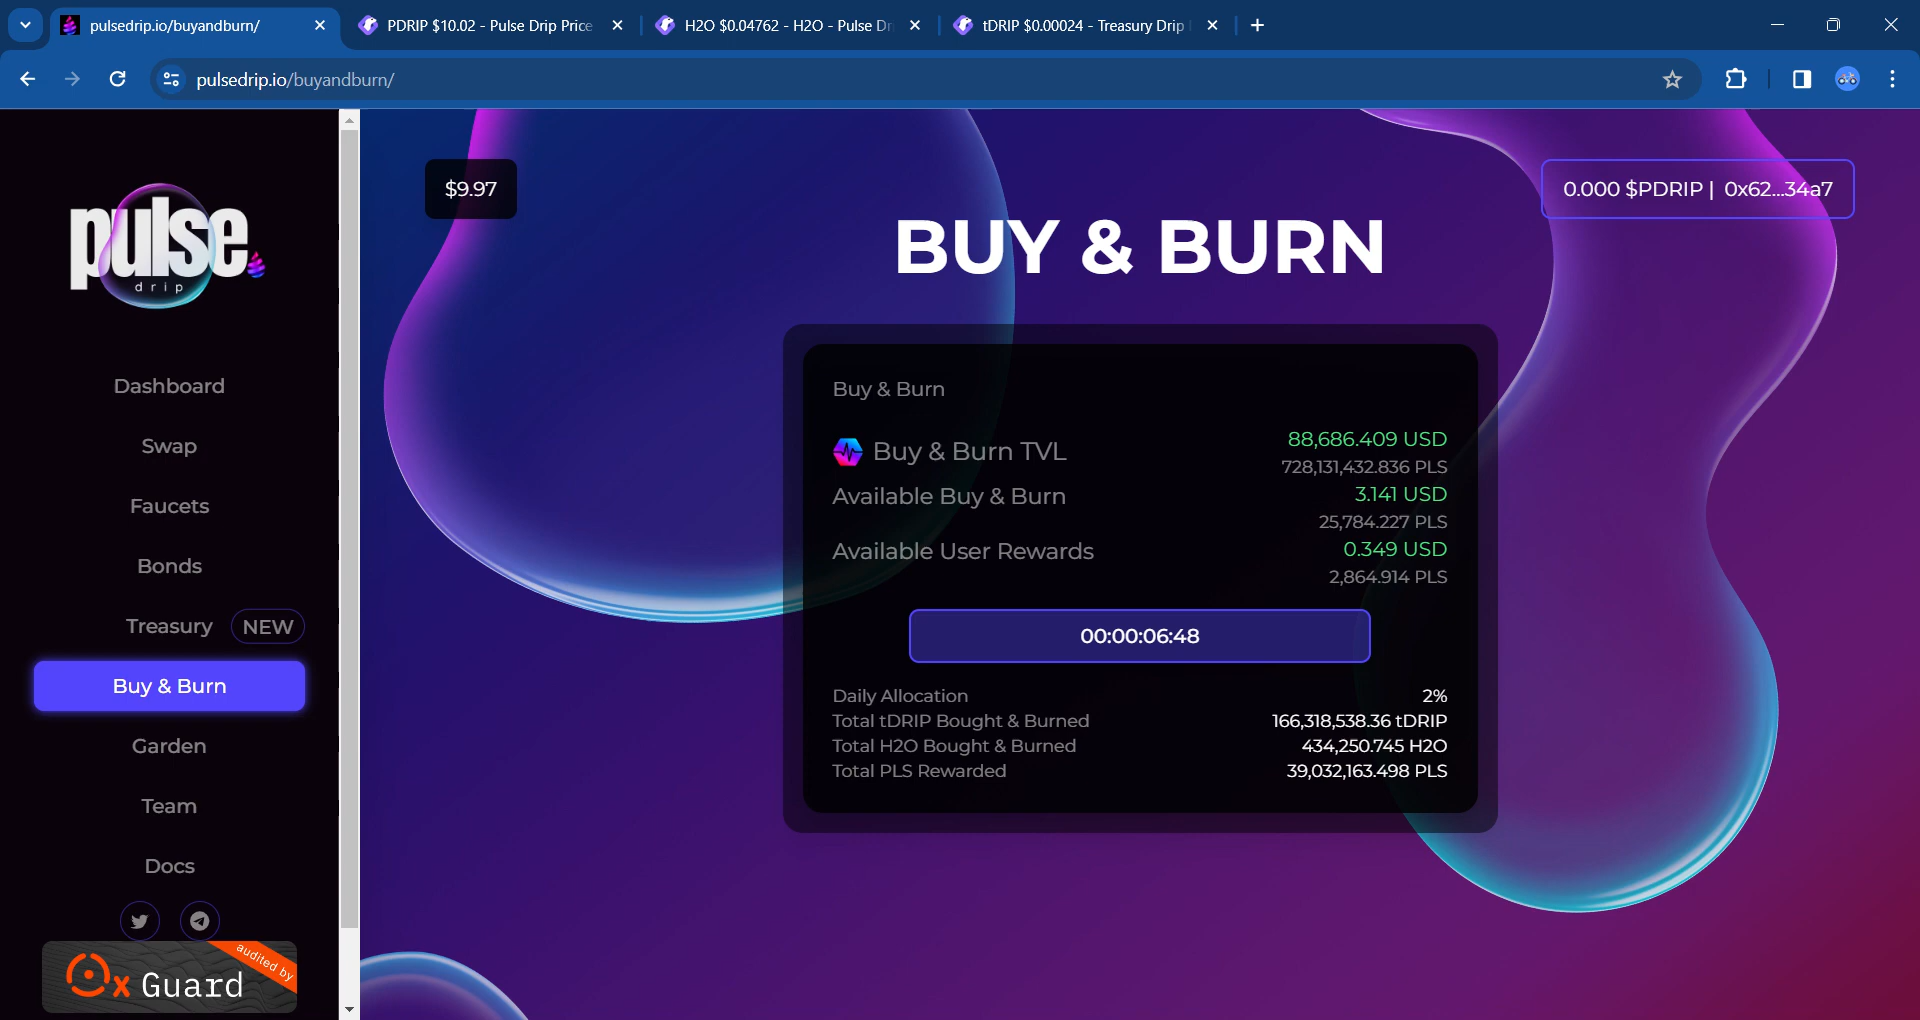 pulsedrip.io/buyandburn/
PDRIP $10.02 - Pulse Drip Price
H2O $0.04762 - H2O - Pulse Dr
tDRIP $0.00024 - Treasury Drip
pulsedrip.io/buyandburn/
pulse
drip
Dashboard
Swap
Faucets
Bonds
Treasury NEW
Buy & Burn
Garden
Team
Docs
audited by
0x Guard
$9.97
0.000 $PDRIP | 0x62...34a7
BUY & BURN
Buy & Burn
Buy & Burn TVL 88,686.409 USD
728,131,432.836 PLS
Available Buy & Burn 3.141 USD
25,784.227 PLS
Available User Rewards 0.349 USD
2,864.914 PLS
00:00:06:48
Daily Allocation 2%
Total tDRIP Bought & Burned 166,318,538.36 tDRIP
Total H2O Bought & Burned 434,250.745 H2O
Total PLS Rewarded 39,032,163.498 PLS